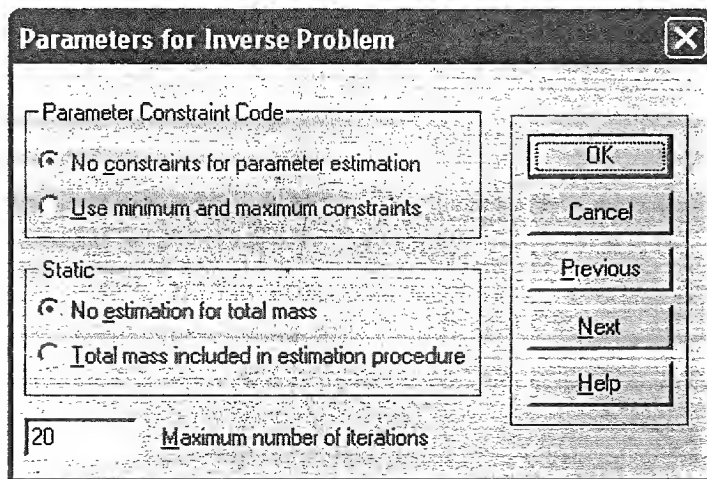 Parameters for Inverse Problem
Parameter Constraint Code
No constraints for parameter estimation
Use minimum and maximum constraints
Static
No estimation for total mass
Total mass included in estimation procedure
20 Maximum number of iterations
OK
Cancel
Previous
Next
Help